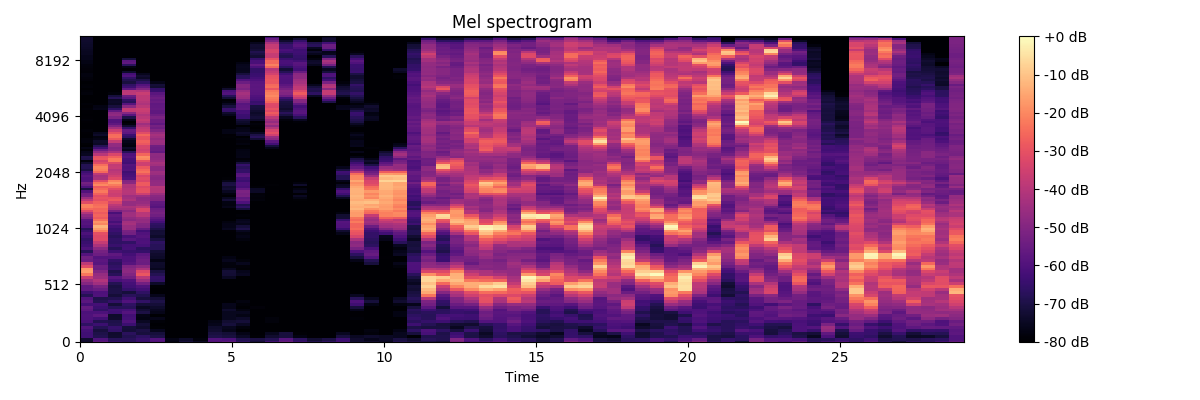 Mel spectrogram
Hz
8192
4096
2048
1024
512
0
0 5 10 15 20 25
Time
+0 dB
-10 dB
-20 dB
-30 dB
-40 dB
-50 dB
-60 dB
-70 dB
-80 dB